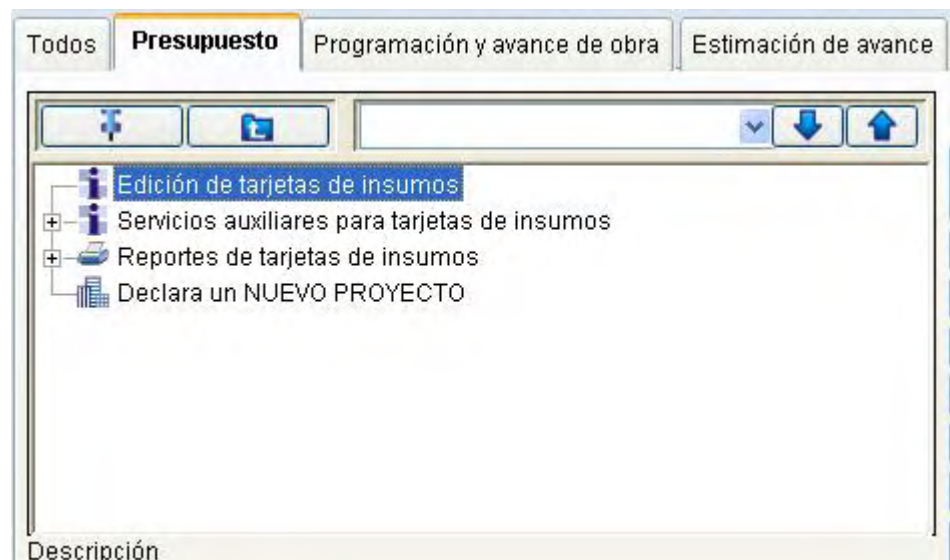 Todos Presupuesto Programación y avance de obra Estimación de avance
Edición de tarjetas de insumos
Servicios auxiliares para tarjetas de insumos
Reportes de tarjetas de insumos
Declara un NUEVO PROYECTO
Descripción